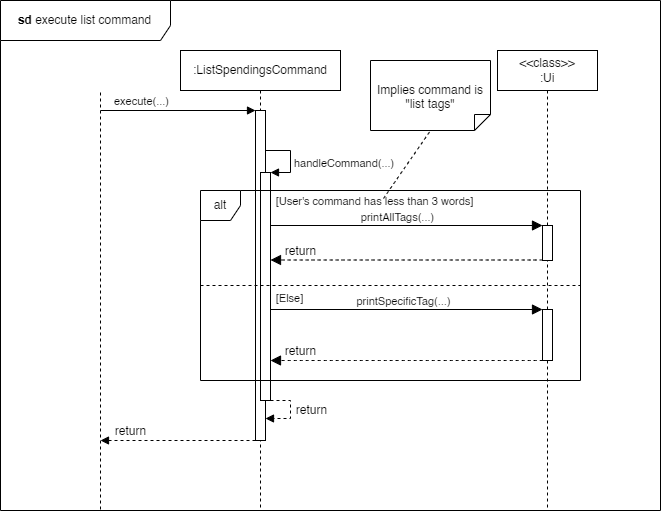 sd execute list command
:ListSpendingsCommand
<<class>>
:Ui
Implies command is
"list tags"
execute(...)
handleCommand(...)
alt
[User's command has less than 3 words]
printAllTags(...)
return
[Else]
printSpecificTag(...)
return
return
return